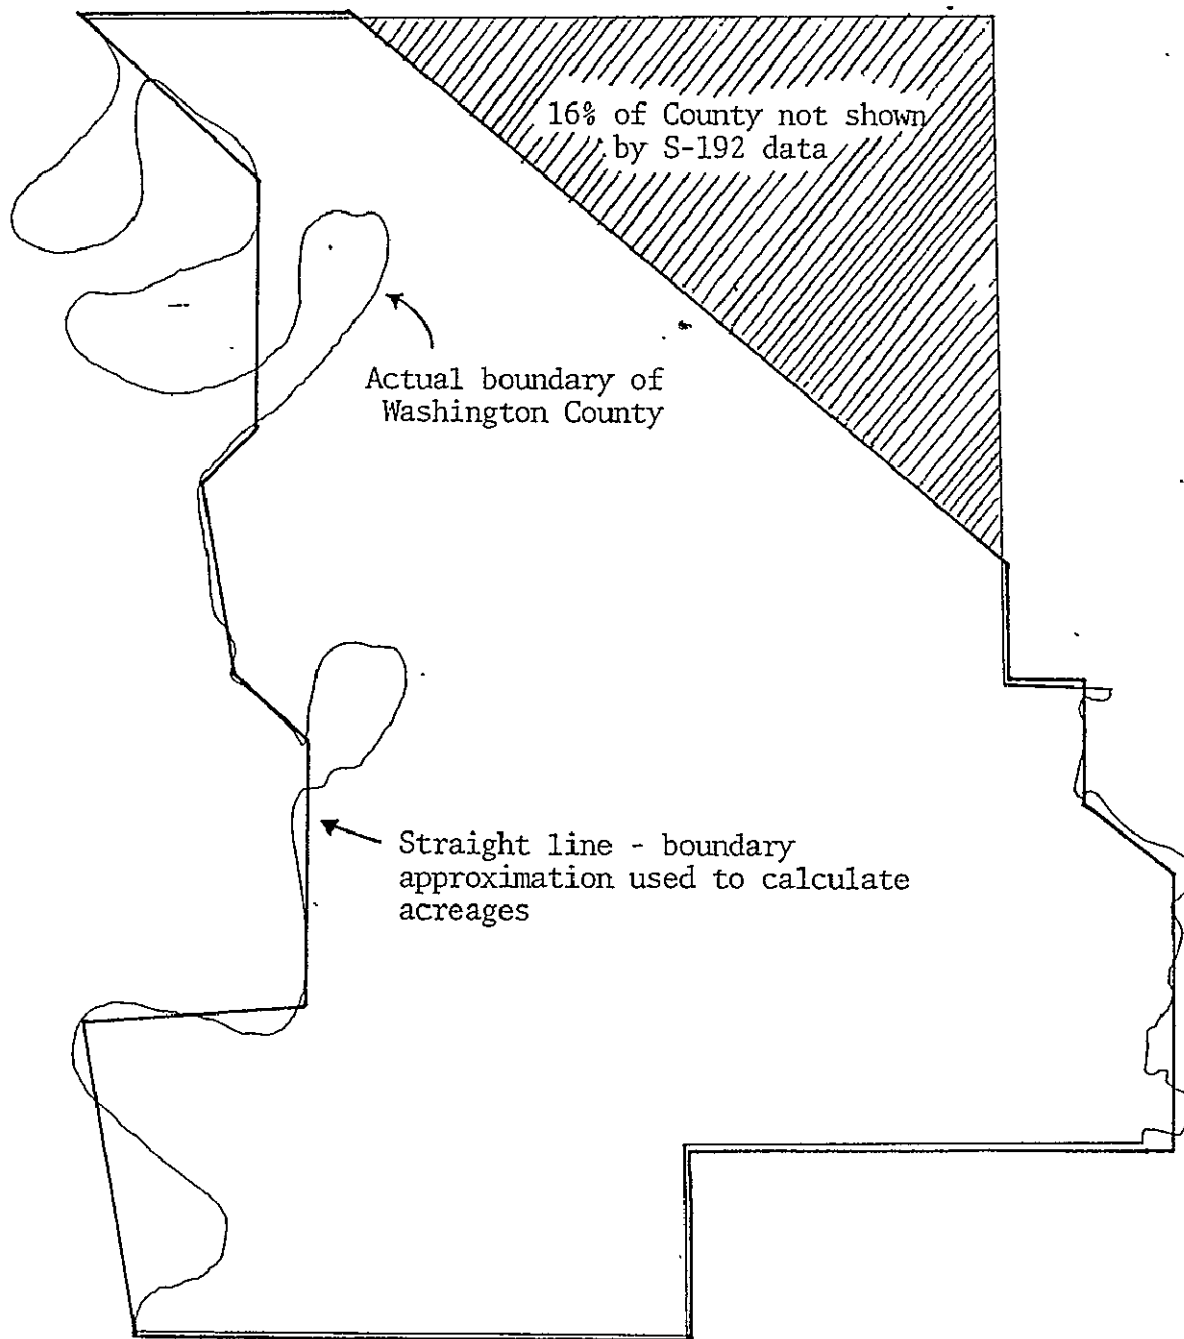 16% of County not shown
by S-192 data
Actual boundary of
Washington County
Straight line - boundary
approximation used to calculate
acreages